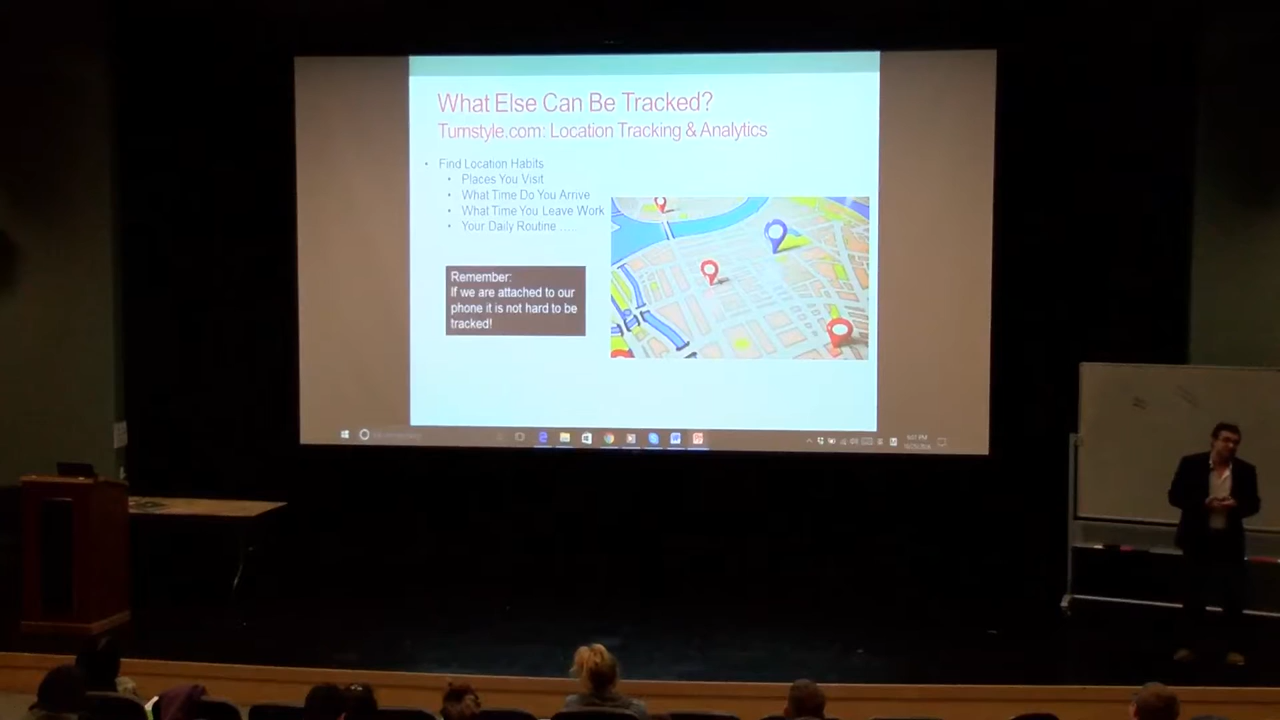 What Else Can Be Tracked?
Turnstyle.com: Location Tracking & Analytics
• Find Location Habits
• Places You Visit
• What Time Do You Arrive
• What Time You Leave Work
• Your Daily Routine .....
Remember:
If we are attached to our
phone it is not hard to be
tracked!